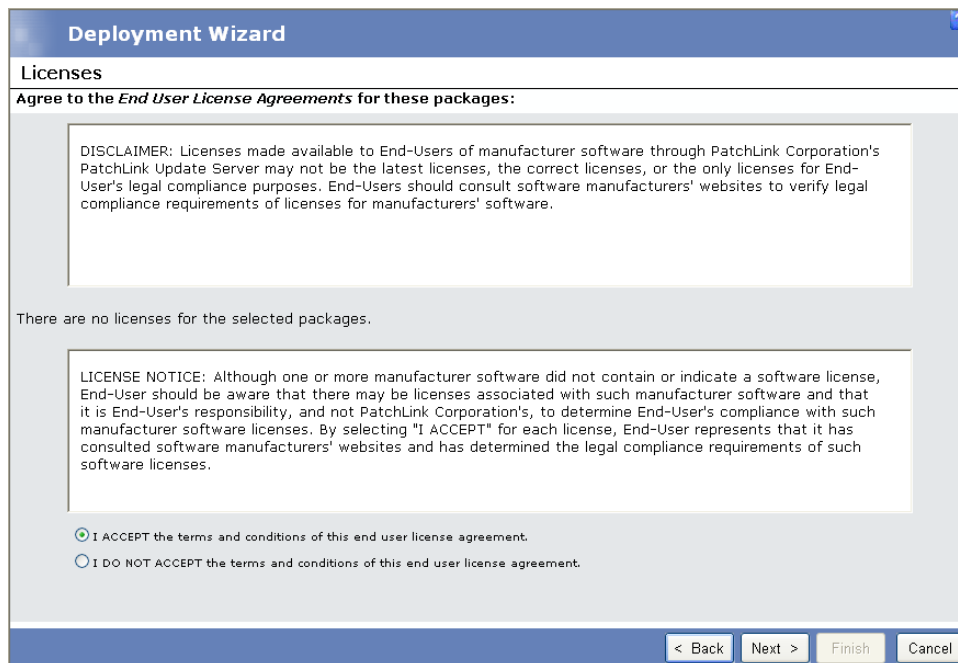 Deployment Wizard
Licenses
Agree to the End User License Agreements for these packages:
DISCLAIMER: Licenses made available to End-Users of manufacturer software through PatchLink Corporation's
PatchLink Update Server may not be the latest licenses, the correct licenses, or the only licenses for End-
User's legal compliance purposes. End-Users should consult software manufacturers' websites to verify legal
compliance requirements of licenses for manufacturers' software.
There are no licenses for the selected packages.
LICENSE NOTICE: Although one or more manufacturer software did not contain or indicate a software license,
End-User should be aware that there may be licenses associated with such manufacturer software and that
it is End-User's responsibility, and not PatchLink Corporation's, to determine End-User's compliance with such
manufacturer software licenses. By selecting "I ACCEPT" for each license, End-User represents that it has
consulted software manufacturers' websites and has determined the legal compliance requirements of such
software licenses.
I ACCEPT the terms and conditions of this end user license agreement.
I DO NOT ACCEPT the terms and conditions of this end user license agreement.
< Back Next > Finish Cancel